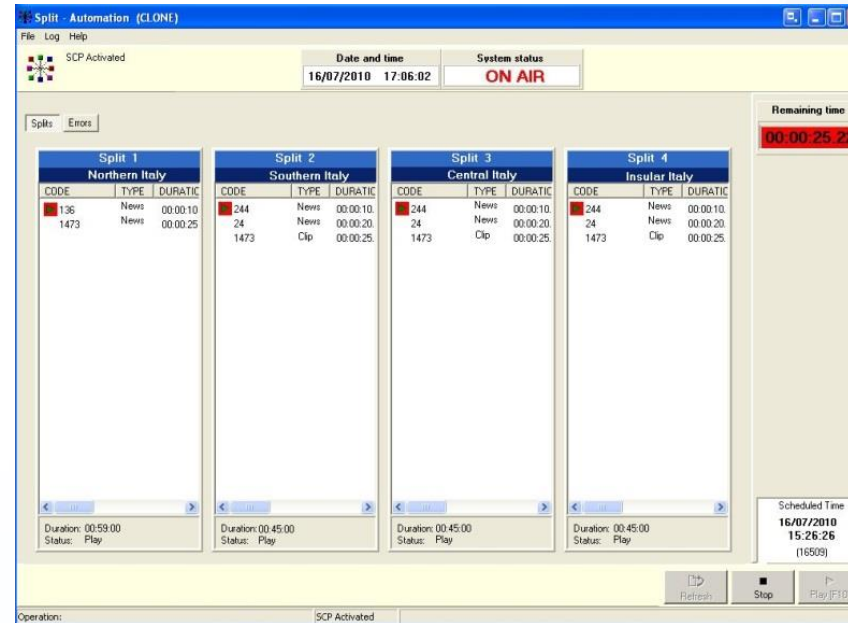 Split - Automation (CLONE)
File Log Help
SCP Activated
Date and time
16/07/2010 17:06:02
System status
ON AIR
Splits Errors
Remaining time
00:00:25.22
Split 1
Northern Italy
CODE TYPE DURATIC
136 News 00:00:10
1473 News 00:00:25
Duration: 00:59:00
Status: Play
Split 2
Southern Italy
CODE TYPE DURATIC
244 News 00:00:10.
24 News 00:00:20.
1473 Clip 00:00:25.
Duration: 00:45:00
Status: Play
Split 3
Central Italy
CODE TYPE DURATIC
244 News 00:00:10.
24 News 00:00:20.
1473 Clip 00:00:25.
Duration: 00:45:00
Status: Play
Split 4
Insular Italy
CODE TYPE DURATIC
244 News 00:00:10.
24 News 00:00:20.
1473 Clip 00:00:25.
Duration: 00:45:00
Status: Play
Scheduled Time
16/07/2010
15:26:26
(16509)
Refresh Stop Play [F10
Operation: SCP Activated